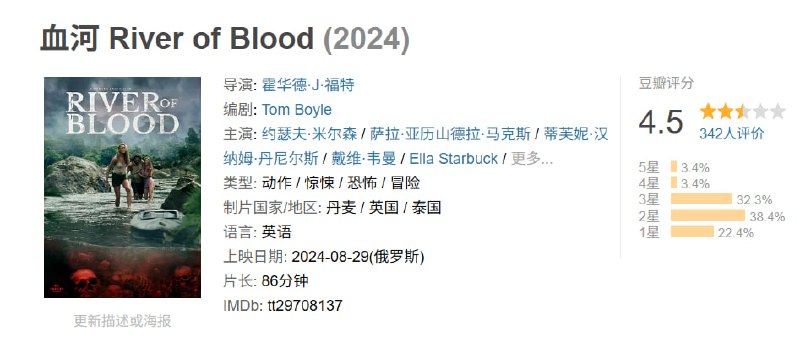 血河 River of Blood (2024)
RIVER OF
BLOOD
更新描述或海报
导演: 霍华德·J·福特
编剧: Tom Boyle
主演: 约瑟夫·米尔森 / 萨拉·亚历山德拉·马克斯 / 蒂芙妮·汉
纳姆·丹尼尔斯 / 戴维·韦曼 / Ella Starbuck / 更多...
类型: 动作 / 惊悚 / 恐怖 / 冒险
制片国家/地区: 丹麦 / 英国 / 泰国
语言: 英语
上映日期: 2024-08-29(俄罗斯)
片长: 86分钟
IMDb: tt29708137
豆瓣评分
4.5
342人评价
5星 3.4%
4星 3.4%
3星 32.3%
2星 38.4%
1星 22.4%